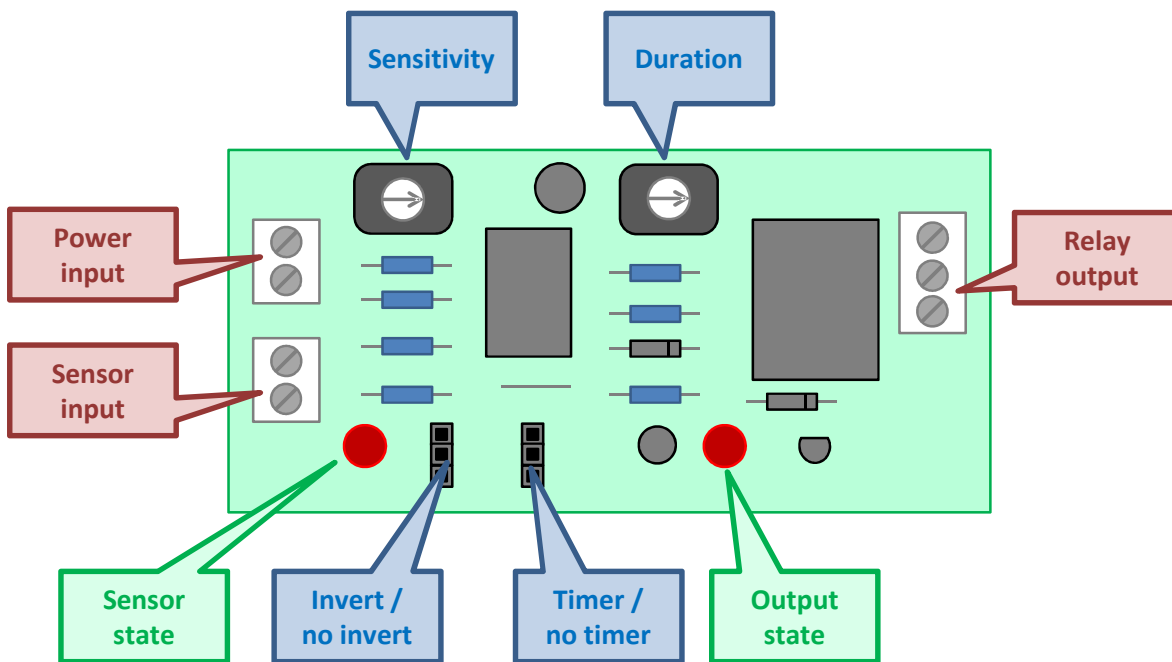 Sensitivity
Duration
Power
input
Relay
output
Sensor
input
Sensor
state
Invert /
no invert
Timer /
no timer
Output
state